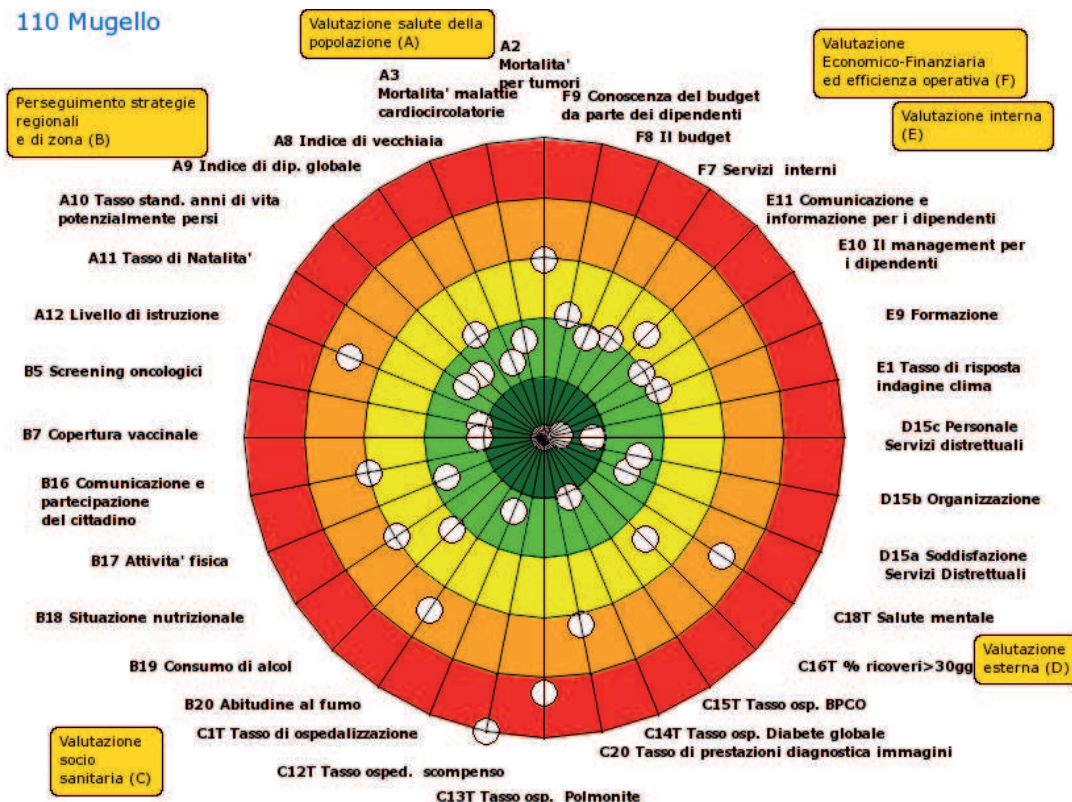 110 Mugello
Valutazione salute della
popolazione (A)
Valutazione
Economico-Finanziaria
ed efficienza operativa (F)
Valutazione interna
(E)
Perseguimento strategie
regionali
e di zona (B)
A2
Mortalita'
per tumori
A3
Mortalita' malattie
cardiocircolatorie
F9 Conoscenza del budget
da parte dei dipendenti
F8 Il budget
A8 Indice di vecchiaia
F7 Servizi interni
A9 Indice di dip. globale
E11 Comunicazione e
informazione per i dipendenti
A10 Tasso stand. anni di vita
potenzialmente persi
E10 Il management per
i dipendenti
A11 Tasso di Natalita'
A12 Livello di istruzione
E9 Formazione
B5 Screening oncologici
E1 Tasso di risposta
indagine clima
B7 Copertura vaccinale
D15c Personale
Servizi distrettuali
B16 Comunicazione e
partecipazione
del cittadino
D15b Organizzazione
B17 Attivita' fisica
D15a Soddisfazione
Servizi Distrettuali
B18 Situazione nutrizionale
C18T Salute mentale
B19 Consumo di alcol
C16T % ricoveri>30gg
Valutazione
esterna (D)
B20 Abitudine al fumo
C15T Tasso osp. BPCO
C1T Tasso di ospedalizzazione
C14T Tasso osp. Diabete globale
C20 Tasso di prestazioni diagnostica immagini
Valutazione
socio
sanitaria (C)
C12T Tasso osped. scompenso
C13T Tasso osp. Polmonite